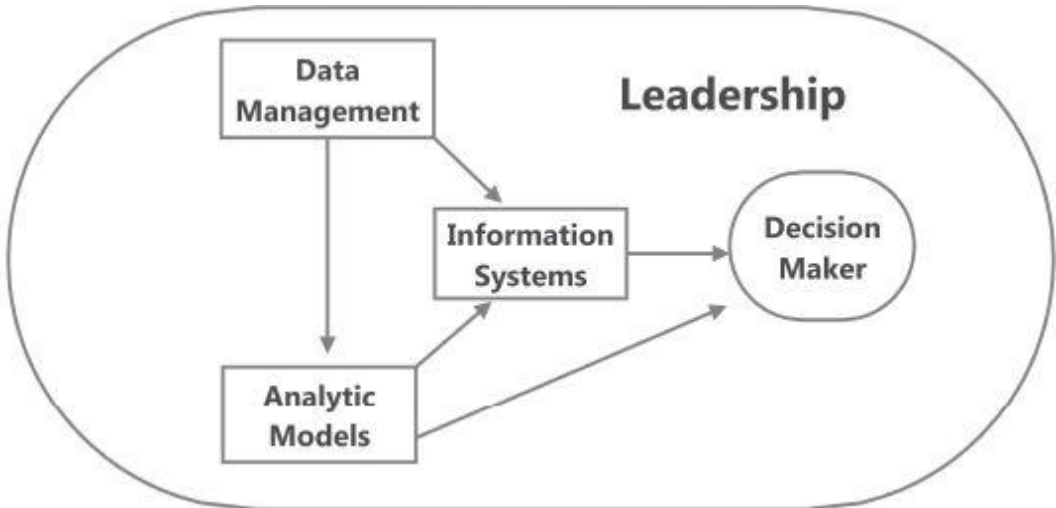 Data
Management
Leadership
Information
Systems
Decision
Maker
Analytic
Models